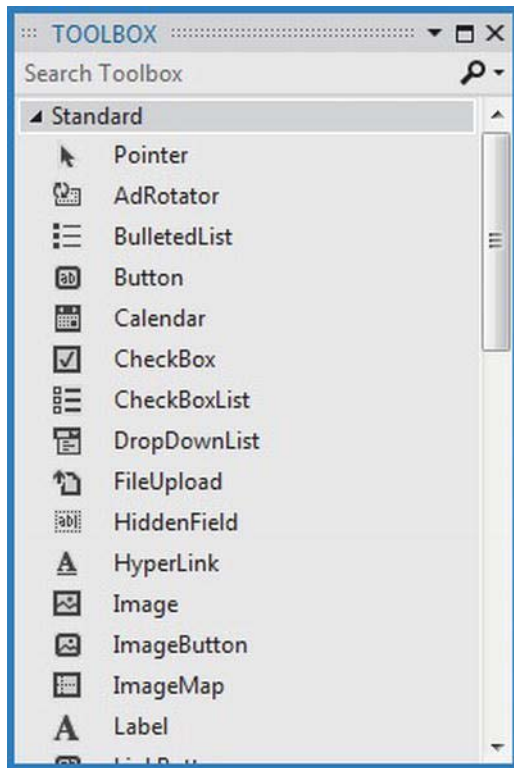 TOOLBOX
Search Toolbox
Standard
Pointer
AdRotator
BulletedList
Button
Calendar
CheckBox
CheckBoxList
DropDownList
FileUpload
HiddenField
HyperLink
Image
ImageButton
ImageMap
Label